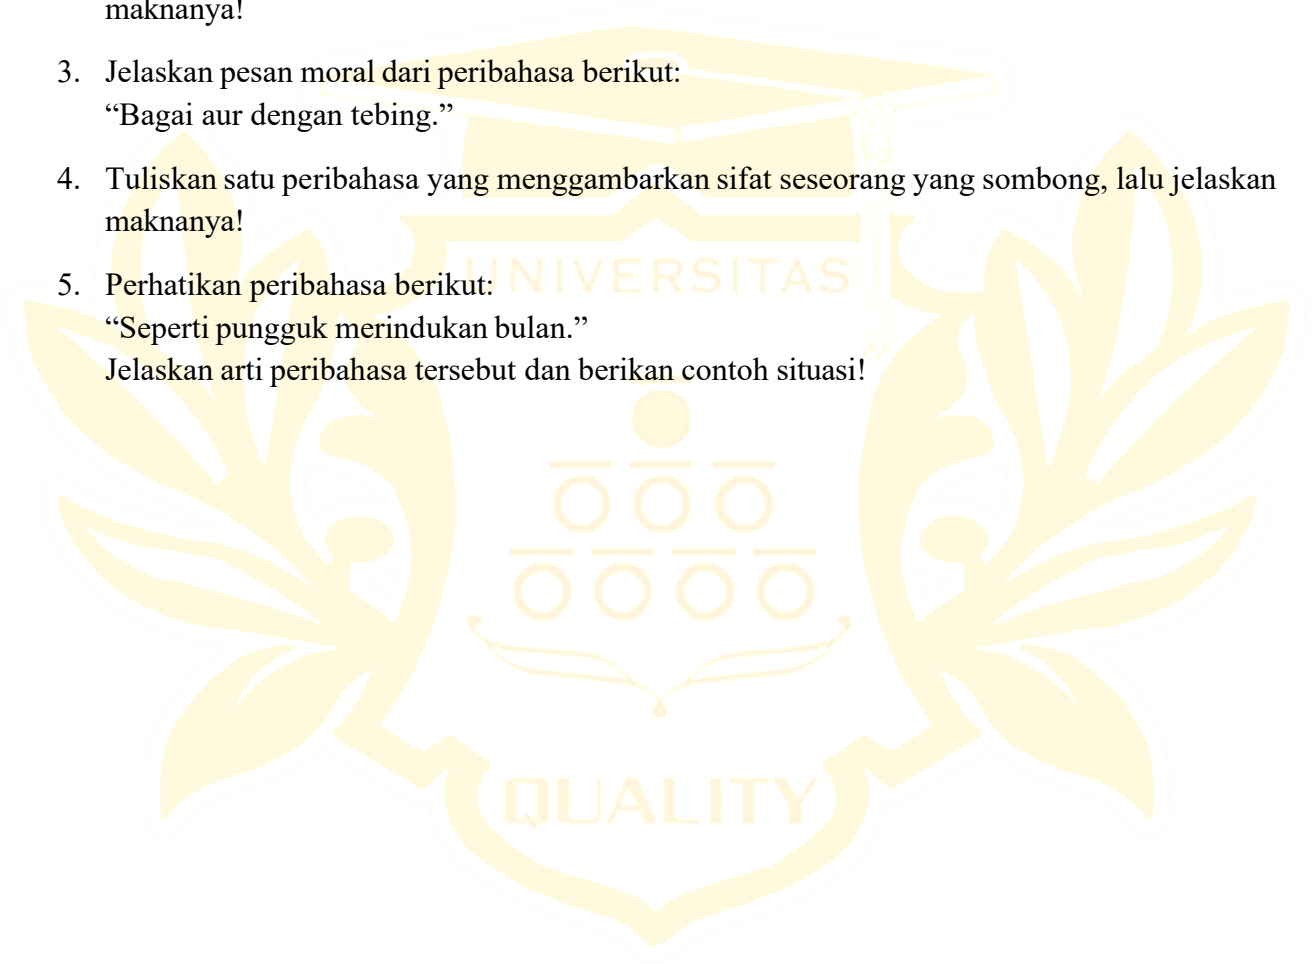 maknanya!
3. Jelaskan pesan moral dari peribahasa berikut:
“Bagai aur dengan tebing.”
4. Tuliskan satu peribahasa yang menggambarkan sifat seseorang yang sombong, lalu jelaskan
maknanya!
5. Perhatikan peribahasa berikut:
“Seperti pungguk merindukan bulan.”
Jelaskan arti peribahasa tersebut dan berikan contoh situasi!
UNIVERSITAS
QUALITY